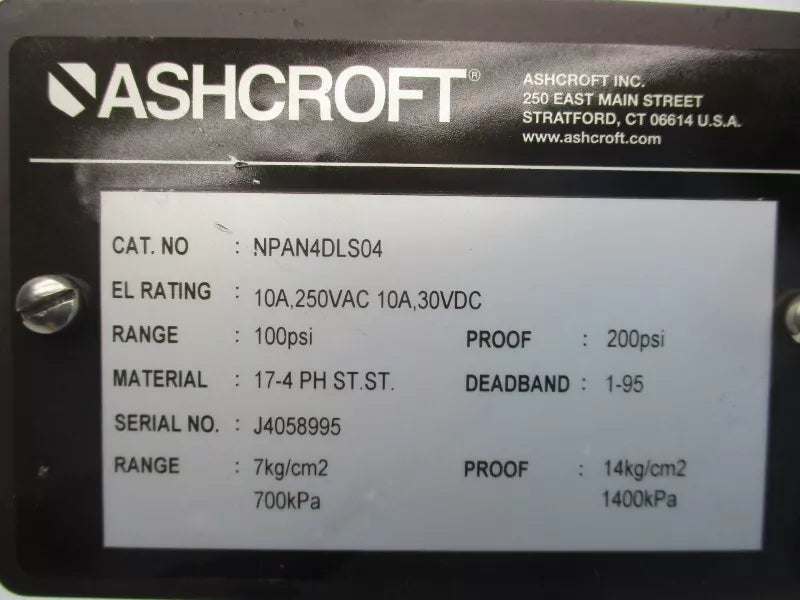 ASHCROFT®
ASHCROFT INC.
250 EAST MAIN STREET
STRATFORD, CT 06614 U.S.A.
www.ashcroft.com
CAT. NO : NPAN4DLS04
EL RATING : 10A,250VAC 10A,30VDC
RANGE : 100psi PROOF : 200psi
MATERIAL : 17-4 PH ST.ST. DEADBAND : 1-95
SERIAL NO. : J4058995
RANGE : 7kg/cm2 PROOF : 14kg/cm2
700kPa 1400kPa